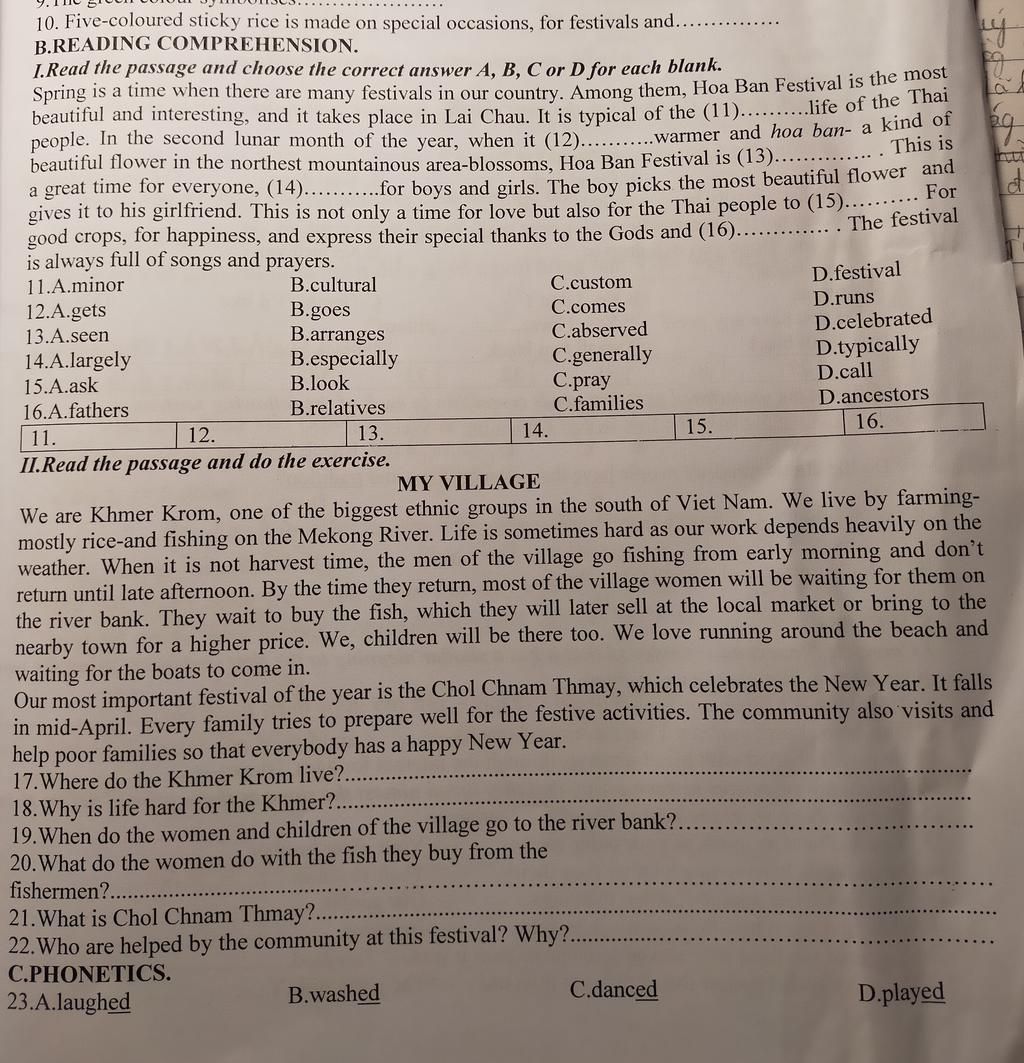 9. The green colour symbolises.....................
10. Five-coloured sticky rice is made on special occasions, for festivals and...............
B.READING COMPREHENSION.
I.Read the passage and choose the correct answer A, B, C or D for each blank.
Spring is a time when there are many festivals in our country. Among them, Hoa Ban Festival is the most
beautiful and interesting, and it takes place in Lai Chau. It is typical of the (11)..........life of the Thai
people. In the second lunar month of the year, when it (12)...........warmer and hoa ban- a kind of
beautiful flower in the northest mountainous area-blossoms, Hoa Ban Festival is (13).............. . This is
a great time for everyone, (14)...........for boys and girls. The boy picks the most beautiful flower and
gives it to his girlfriend. This is not only a time for love but also for the Thai people to (15).......... For
good crops, for happiness, and express their special thanks to the Gods and (16)............. . The festival
is always full of songs and prayers.
11.A.minor B.cultural C.custom D.festival
12.A.gets B.goes C.comes D.runs
13.A.seen B.arranges C.abserved D.celebrated
14.A.largely B.especially C.generally D.typically
15.A.ask B.look C.pray D.call
16.A.fathers B.relatives C.families D.ancestors
11. 12. 13. 14. 15. 16.
II.Read the passage and do the exercise.
MY VILLAGE
We are Khmer Krom, one of the biggest ethnic groups in the south of Viet Nam. We live by farming-
mostly rice-and fishing on the Mekong River. Life is sometimes hard as our work depends heavily on the
weather. When it is not harvest time, the men of the village go fishing from early morning and don't
return until late afternoon. By the time they return, most of the village women will be waiting for them on
the river bank. They wait to buy the fish, which they will later sell at the local market or bring to the
nearby town for a higher price. We, children will be there too. We love running around the beach and
waiting for the boats to come in.
Our most important festival of the year is the Chol Chnam Thmay, which celebrates the New Year. It falls
in mid-April. Every family tries to prepare well for the festive activities. The community also visits and
help poor families so that everybody has a happy New Year.
17.Where do the Khmer Krom live?..........................................................................
18.Why is life hard for the Khmer?..........................................................................
19.When do the women and children of the village go to the river bank?...............................
20.What do the women do with the fish they buy from the
fishermen?....................................................................................................
21.What is Chol Chnam Thmay?...............................................................................
22.Who are helped by the community at this festival? Why?...............................................
C.PHONETICS.
23.A.laughed B.washed C.danced D.played